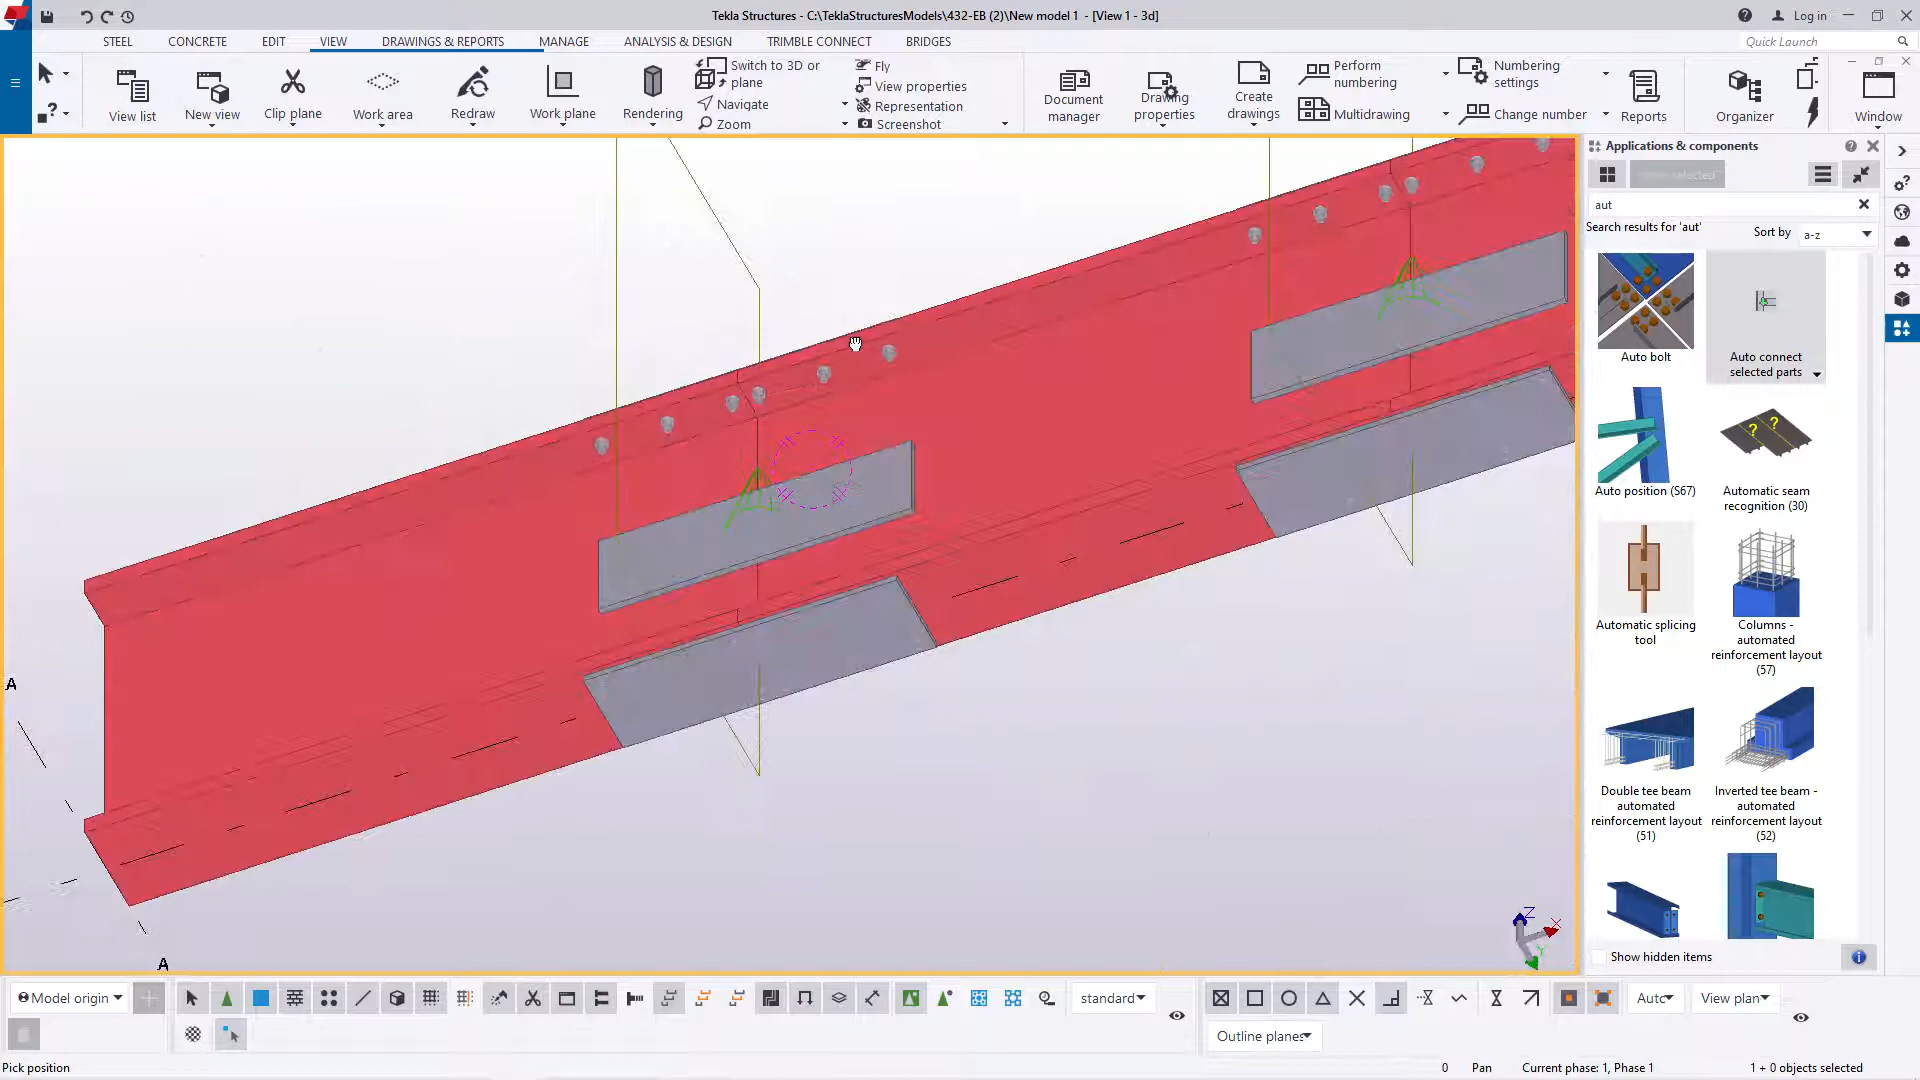 Tekla Structures - C:\TeklaStructuresModels\432-EB (2)\New model 1 - [View 1 - 3d]
Log in
STEEL
CONCRETE
EDIT
VIEW
DRAWINGS & REPORTS
MANAGE
ANALYSIS & DESIGN
TRIMBLE CONNECT
BRIDGES
Quick Launch
View list
New view
Clip plane
Work area
Redraw
Work plane
Rendering
Switch to 3D or
plane
Navigate
Zoom
Fly
View properties
Representation
Screenshot
Document
manager
Drawing
properties
Create
drawings
Perform
numbering
Multidrawing
Numbering
settings
Change number
Reports
Organizer
Window
Applications & components
aut
Search results for 'aut'
Sort by
a-z
Auto bolt
Auto connect
selected parts
Auto position (S67)
Automatic seam
recognition (30)
Automatic splicing
tool
Columns -
automated
reinforcement layout
(57)
Double tee beam
automated
reinforcement layout
(51)
Inverted tee beam -
automated
reinforcement layout
(52)
Show hidden items
A
A
Z
X
Y
Model origin
standard
Auto
View plan
Outline planes
Pick position
0
Pan
Current phase: 1, Phase 1
1 + 0 objects selected